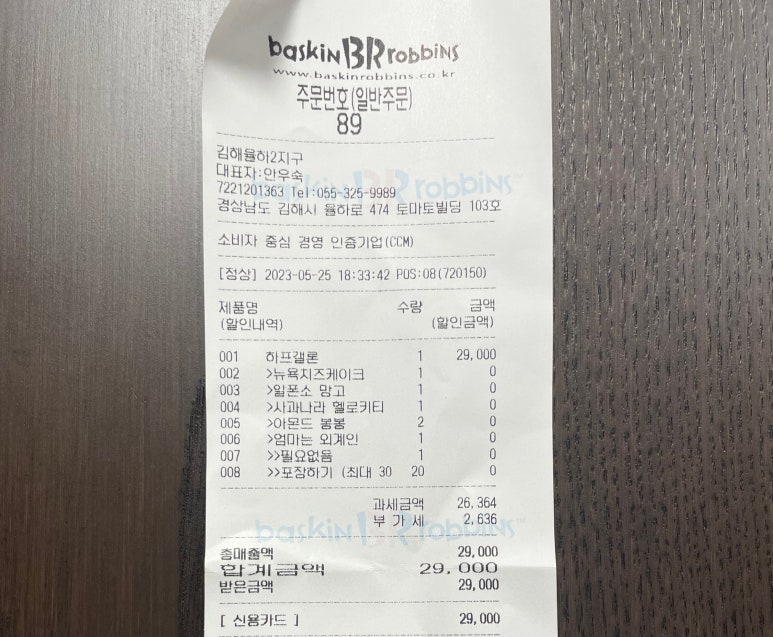 baskin BR robbins
www.baskinrobbins.co.kr
주문번호(일반주문)
89
김해율하2지구
대표자:안우숙
7221201363 Tel:055-325-9989
경상남도 김해시 율하로 474 토마토빌딩 103호
소비자 중심 경영 인증기업(CCM)
[정상] 2023-05-25 18:33:42 POS:08(720150)
제품명 수량 금액
(할인내역) (할인금액)
001 하프갤론 1 29,000
002 >뉴욕치즈케이크 1 0
003 >알폰소 망고 1 0
004 >사과나라 헬로키티 1 0
005 >아몬드 봉봉 2 0
006 >엄마는 외계인 1 0
007 >>필요없음 1 0
008 >>포장하기 (최대 30 20 0
과세금액 26,364
부 가 세 2,636
총매출액 29,000
합계금액 29,000
받은금액 29,000
[ 신용카드 ] 29,000